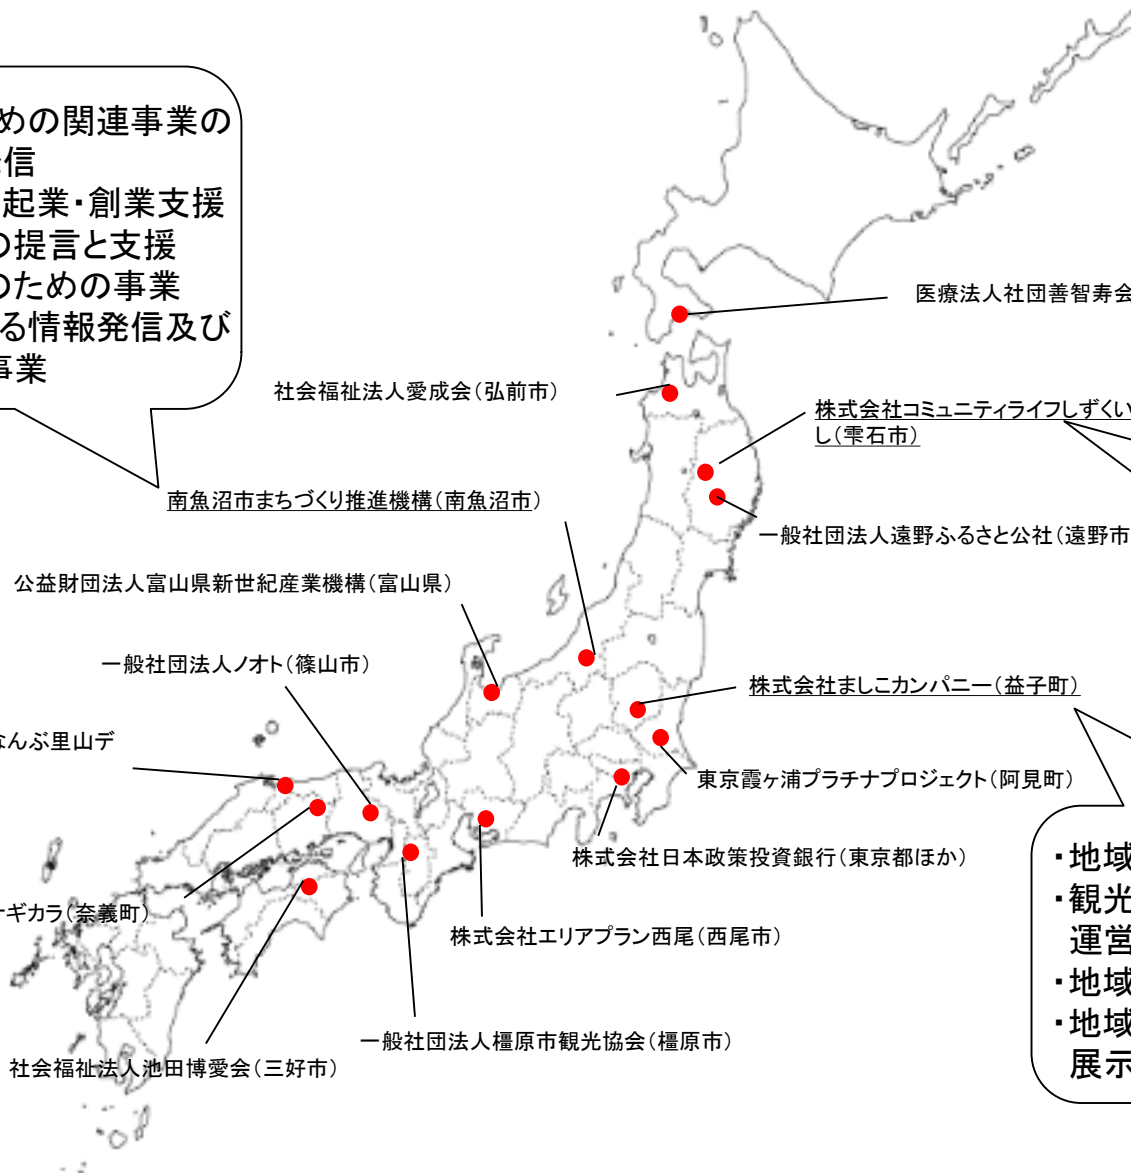 めの関連事業の
信
起業・創業支援
の提言と支援
のための事業
る情報発信及び
事業
医療法人社団善智寿会
社会福祉法人愛成会（弘前市）
株式会社コミュニティライフしずくい
し（雫石市）
南魚沼市まちづくり推進機構（南魚沼市）
一般社団法人遠野ふるさと公社（遠野市
公益財団法人富山県新世紀産業機構（富山県）
一般社団法人ノオト（篠山市）
株式会社ましこカンパニー（益子町）
なんぶ里山デ
東京霞ヶ浦プラチナプロジェクト（阿見町）
株式会社日本政策投資銀行（東京都ほか）
ナギカラ（奈義町）
株式会社エリアプラン西尾（西尾市）
一般社団法人橿原市観光協会（橿原市）
社会福祉法人池田博愛会（三好市）
・地域
・観光
運営
・地域
・地域
展示